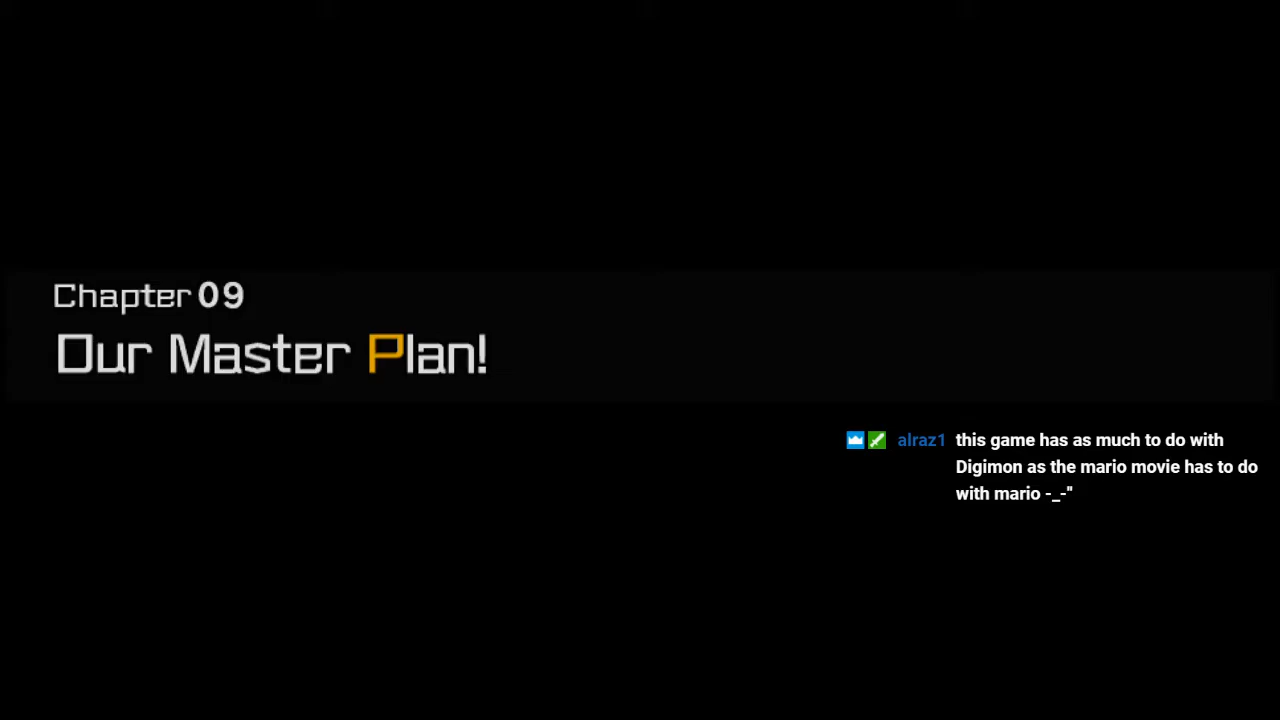 Chapter 09
Our Master Plan!
alraz1 this game has as much to do with
Digimon as the mario movie has to do
with mario -_-"